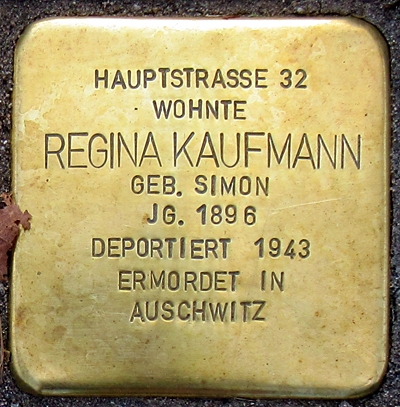 HAUPTSTRASSE 32
WOHNTE
REGINA KAUFMANN
GEB. SIMON
JG. 1896
DEPORTIERT 1943
ERMORDET IN
AUSCHWITZ